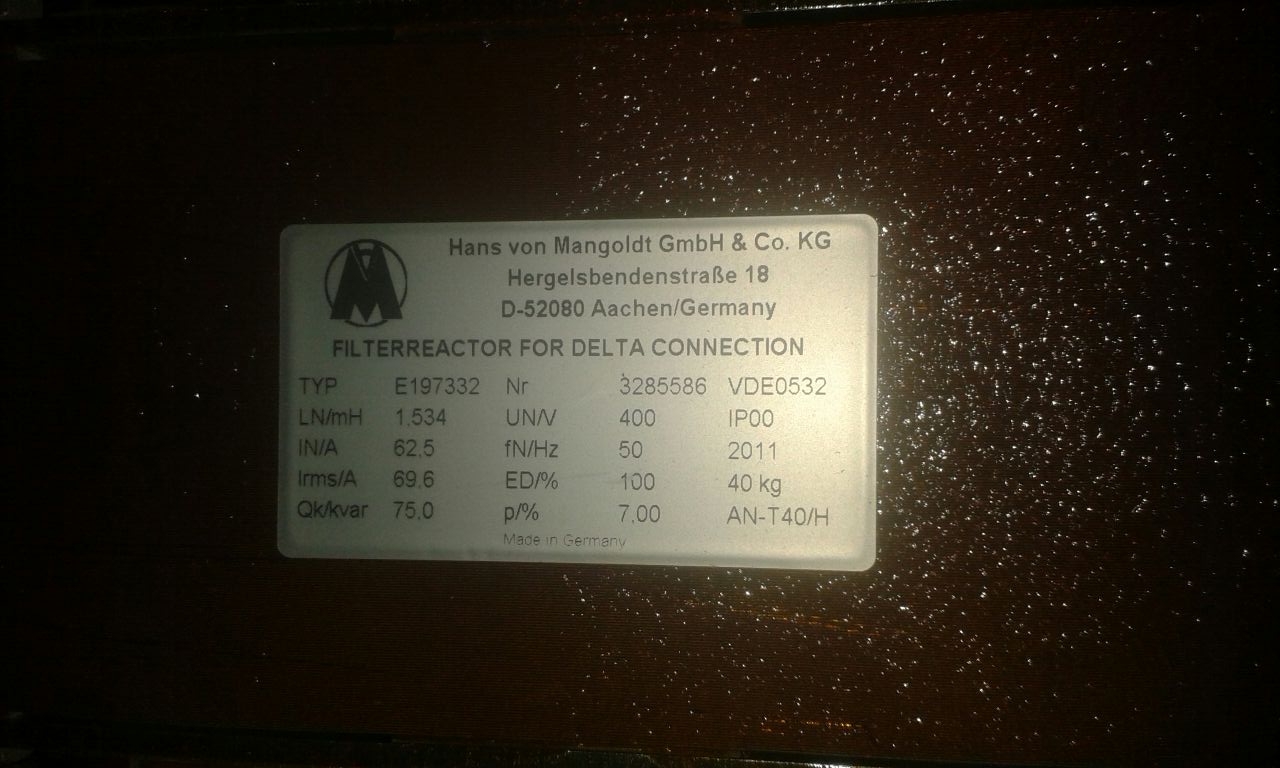 Hans von Mangoldt GmbH & Co. KG
Hergelsbendenstraße 18
D-52080 Aachen/Germany
FILTERREACTOR FOR DELTA CONNECTION
TYP E197332 Nr 3285586 VDE0532
LN/mH 1,534 UN/V 400 IP00
IN/A 62,5 fN/Hz 50 2011
Irms/A 69,6 ED/% 100 40 kg
Qk/kvar 75,0 p/% 7,00 AN-T40/H
Made in Germany